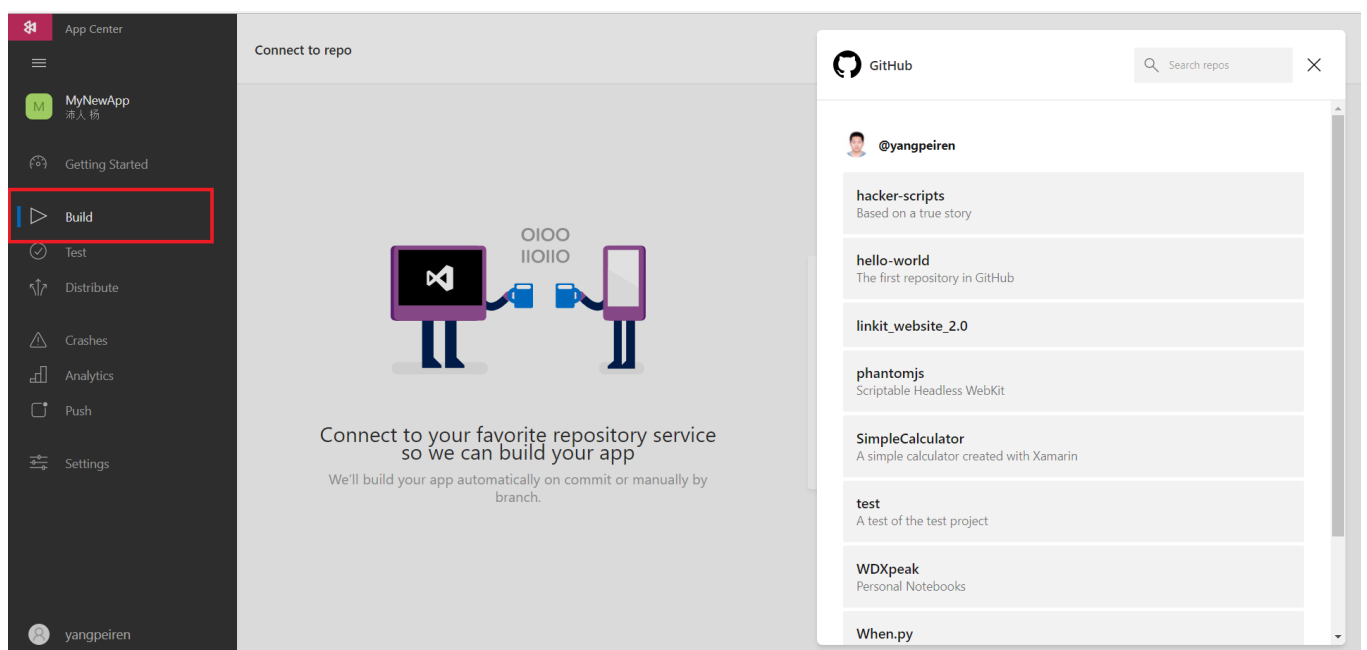 App Center
MyNewApp
沛人 杨
Getting Started
Build
Test
Distribute
Crashes
Analytics
Push
Settings
yangpeiren
Connect to repo
OIOO
IIOIIO
Connect to your favorite repository service
so we can build your app
We'll build your app automatically on commit or manually by
branch.
GitHub
Search repos
@yangpeiren
hacker-scripts
Based on a true story
hello-world
The first repository in GitHub
linkit_website_2.0
phantomjs
Scriptable Headless WebKit
SimpleCalculator
A simple calculator created with Xamarin
test
A test of the test project
WDXpeak
Personal Notebooks
When.py